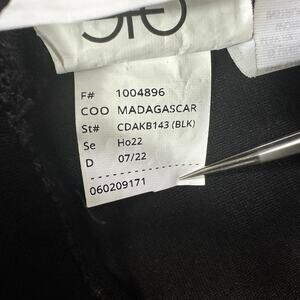 F# 1004896
COO MADAGASCAR
St# CDAKB143 (BLK)
Se Ho22
D 07/22
060209171